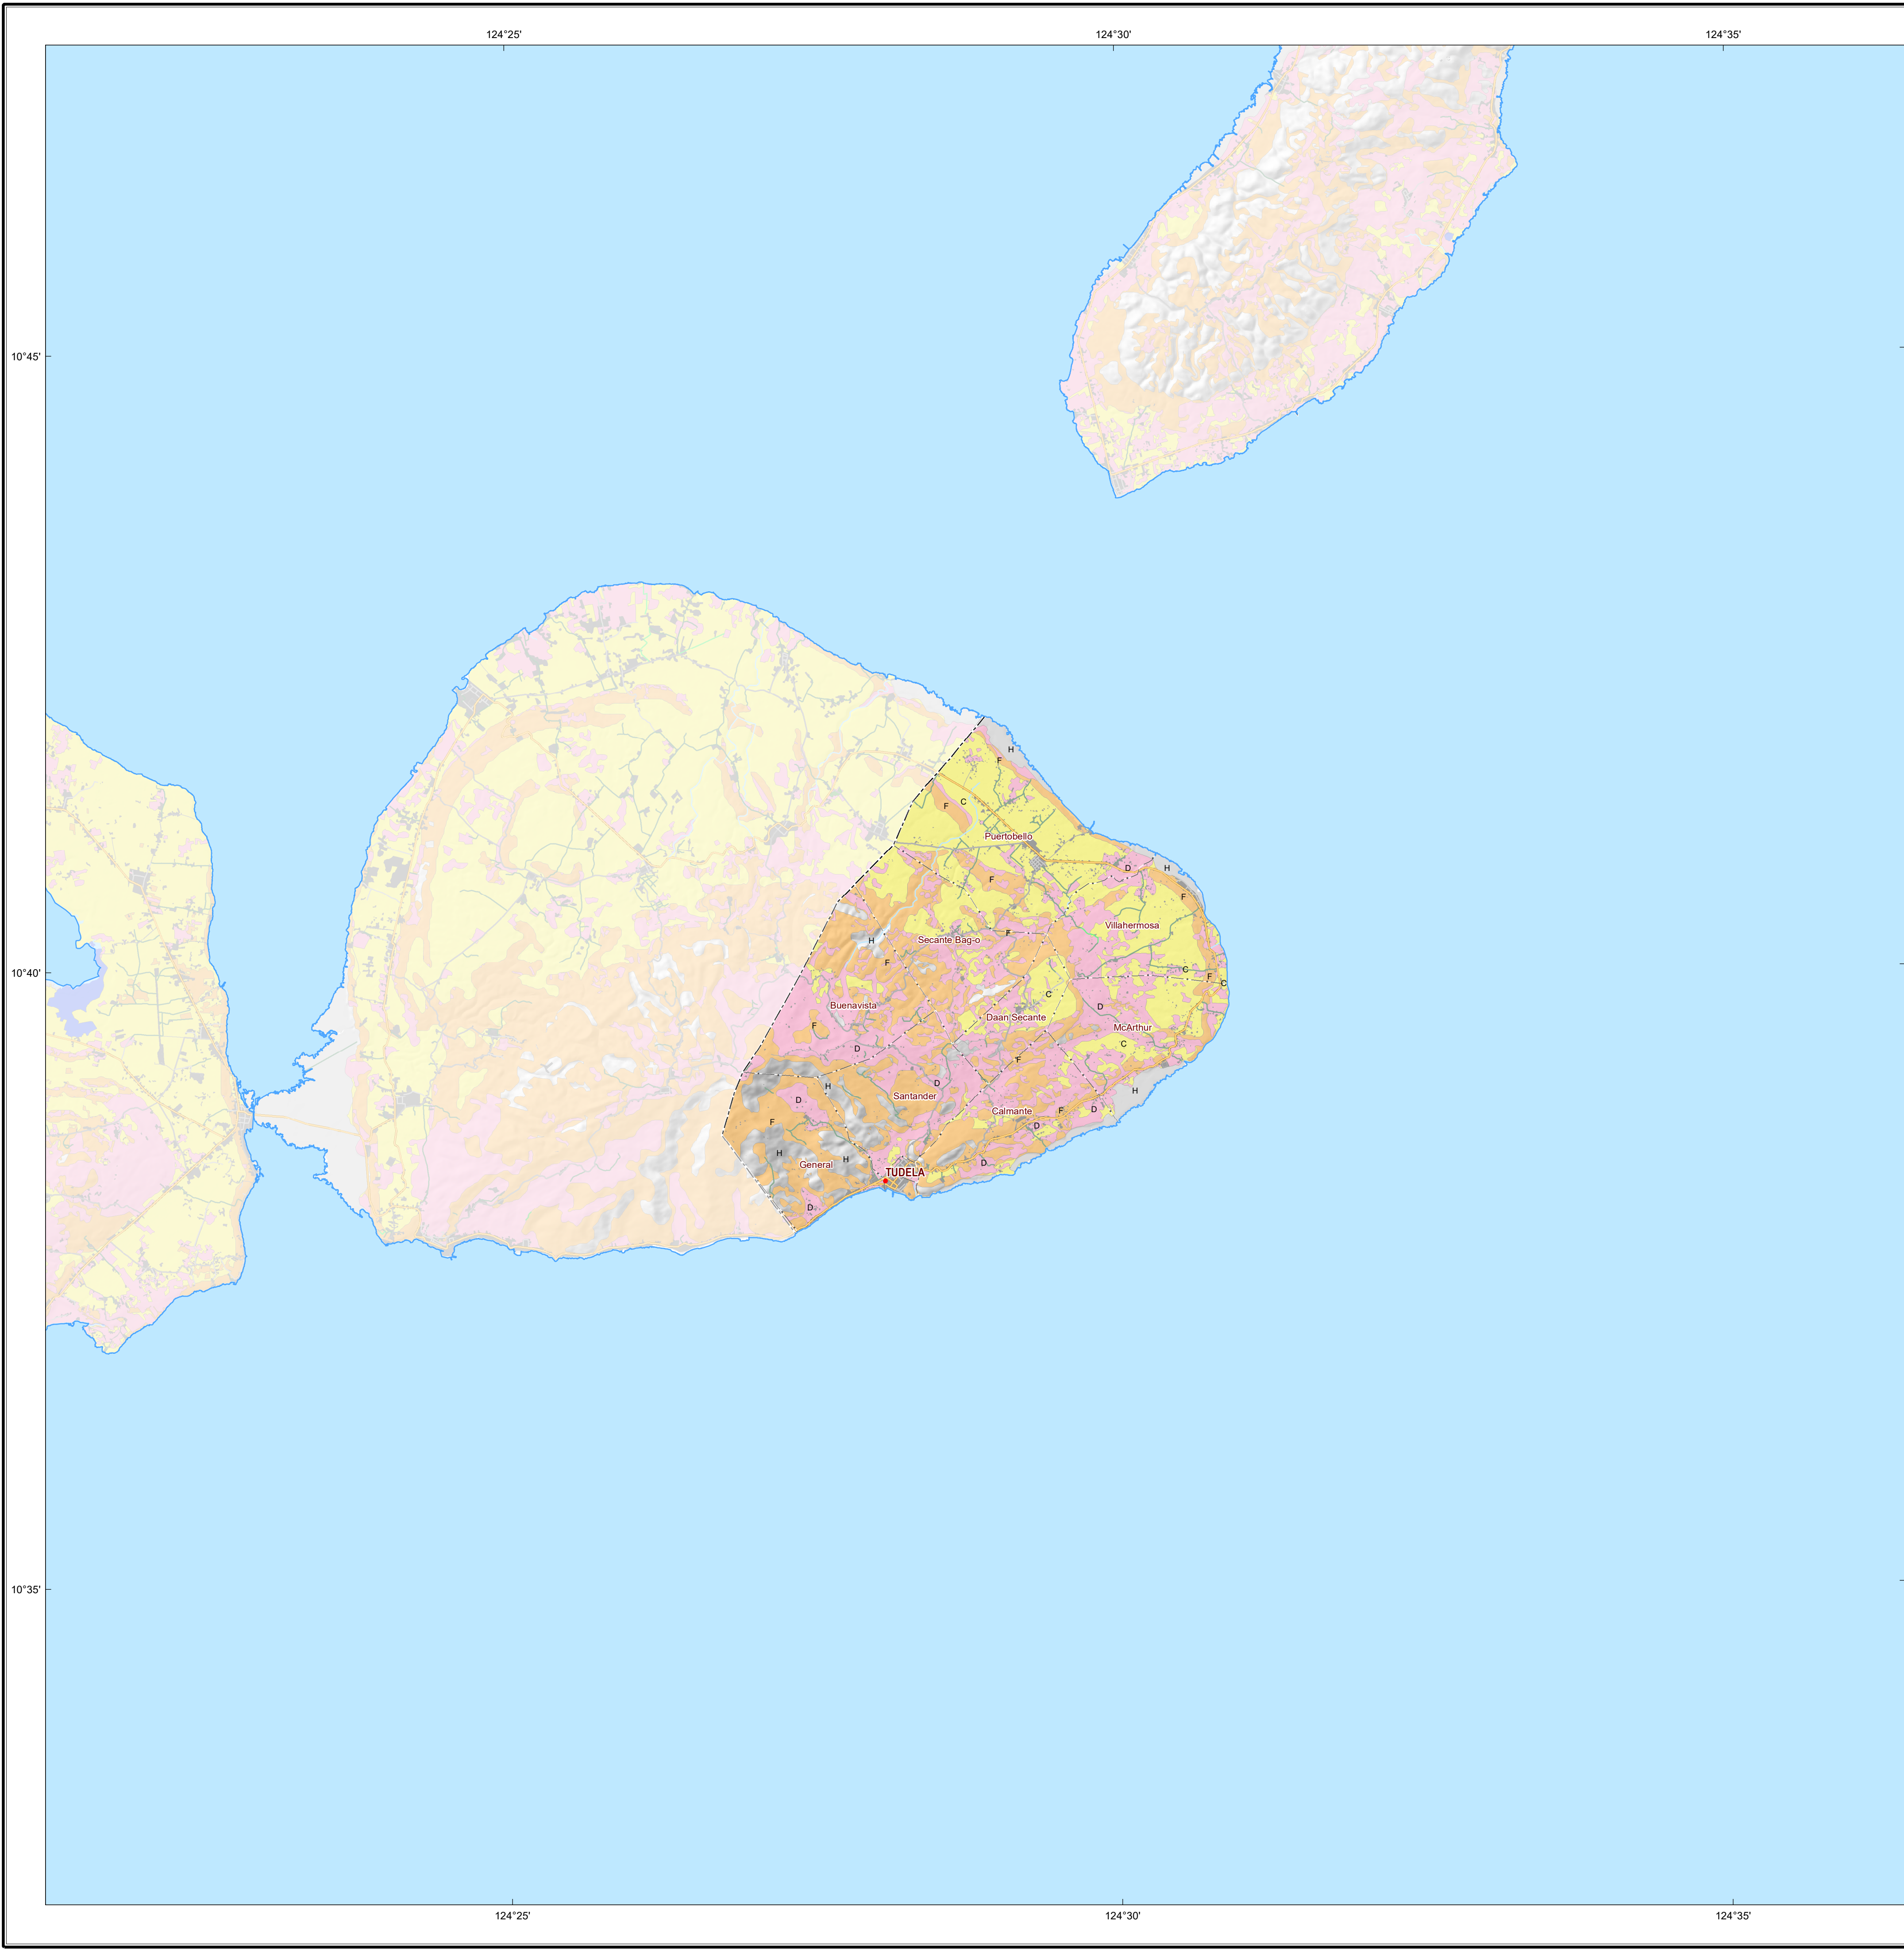 124°25'
124°30'
124°35'
10°45'
H
F
F
C
Puertobello
D
H
F
F
Villahermosa
F
Secante Bag-o
H
F
C
10°40'
F
C
C
Buenavista
D
Daan Secante
F
McArthur
C
D
F
D
H
H
Santander
D
F
D
Calmante
F
D
H
H
General
D
TUDELA
D
10°35'
124°25'
124°30'
124°35'